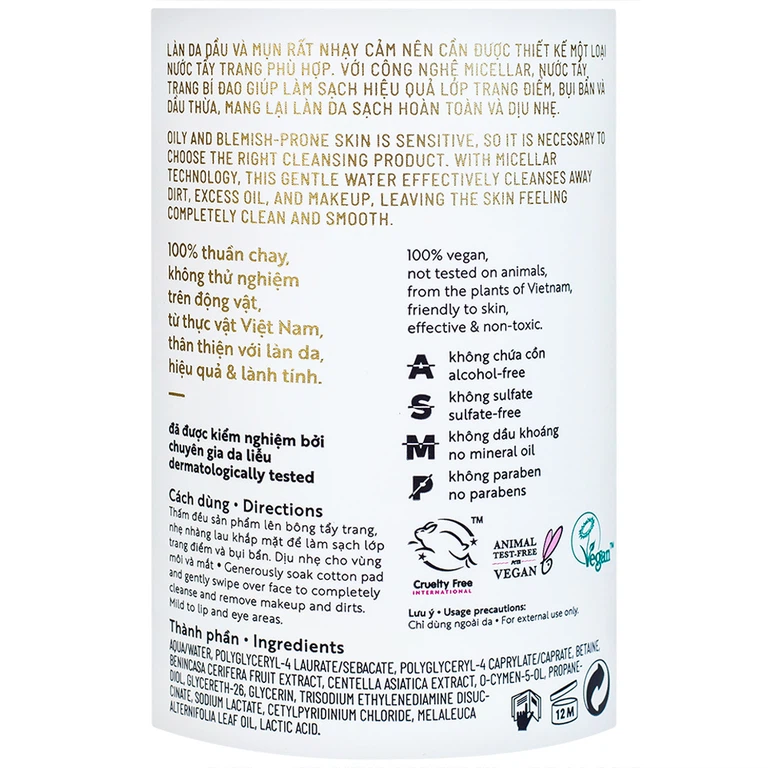 LÀN DA DẦU VÀ MỤN RẤT NHẠY CẢM NÊN CẦN ĐƯỢC THIẾT KẾ MỘT LOẠI
NƯỚC TẨY TRANG PHÙ HỢP. VỚI CÔNG NGHỆ MICELLAR, NƯỚC TẨY
TRANG BÍ ĐAO GIÚP LÀM SẠCH HIỆU QUẢ LỚP TRANG ĐIỂM, BỤI BẨN VÀ
DẦU THỪA, MANG LẠI LÀN DA SẠCH HOÀN TOÀN VÀ DỊU NHẸ.
OILY AND BLEMISH-PRONE SKIN IS SENSITIVE, SO IT IS NECESSARY TO
CHOOSE THE RIGHT CLEANSING PRODUCT. WITH MICELLAR
TECHNOLOGY, THIS GENTLE WATER EFFECTIVELY CLEANSES AWAY
DIRT, EXCESS OIL, AND MAKEUP, LEAVING THE SKIN FEELING
COMPLETELY CLEAN AND SMOOTH.
100% thuần chay,
không thử nghiệm
trên động vật,
từ thực vật Việt Nam,
thân thiện với làn da,
hiệu quả & lành tính.
100% vegan,
not tested on animals,
from the plants of Vietnam,
friendly to skin,
effective & non-toxic.
A không chứa cồn
alcohol-free
S không sulfate
sulfate-free
M không dầu khoáng
no mineral oil
P không paraben
no parabens
đã được kiểm nghiệm bởi
chuyên gia da liễu
dermatologically tested
Cách dùng • Directions
Thấm đều sản phẩm lên bông tẩy trang,
nhẹ nhàng lau khắp mặt để làm sạch lớp
trang điểm và bụi bẩn. Dịu nhẹ cho vùng
môi và mắt • Generously soak cotton pad
and gently swipe over face to completely
cleanse and remove makeup and dirts.
Mild to lip and eye areas.
TM
Cruelty Free
INTERNATIONAL
ANIMAL
TEST-FREE
PETA
VEGAN
Vegan TM
Lưu ý • Usage precautions:
Chỉ dùng ngoài da • For external use only.
Thành phần • Ingredients
AQUA/WATER, POLYGLYCERYL-4 LAURATE/SEBACATE, POLYGLYCERYL-4 CAPRYLATE/CAPRATE, BETAINE,
BENINCASA CERIFERA FRUIT EXTRACT, CENTELLA ASIATICA EXTRACT, O-CYMEN-5-OL, PROPANE-
DIOL, GLYCERETH-26, GLYCERIN, TRISODIUM ETHYLENEDIAMINE DISUC-
CINATE, SODIUM LACTATE, CETYLPYRIDINIUM CHLORIDE, MELALEUCA
ALTERNIFOLIA LEAF OIL, LACTIC ACID.
12 M